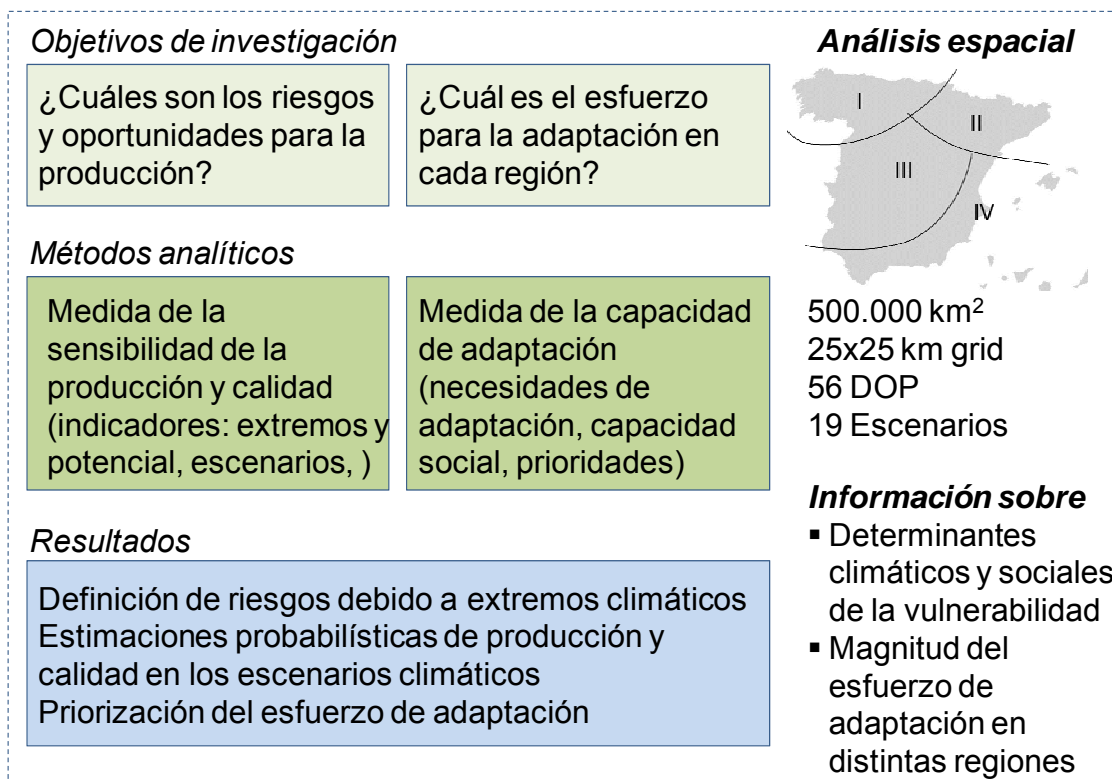 Objetivos de investigación
¿Cuáles son los riesgos
y oportunidades para la
producción?
¿Cuál es el esfuerzo
para la adaptación en
cada región?
Métodos analíticos
Medida de la
sensibilidad de la
producción y calidad
(indicadores: extremos y
potencial, escenarios, )
Medida de la capacidad
de adaptación
(necesidades de
adaptación, capacidad
social, prioridades)
Resultados
Definición de riesgos debido a extremos climáticos
Estimaciones probabilísticas de producción y
calidad en los escenarios climáticos
Priorización del esfuerzo de adaptación
Análisis espacial
I
II
III
IV
500.000 km²
25x25 km grid
56 DOP
19 Escenarios
Información sobre
▪ Determinantes
climáticos y sociales
de la vulnerabilidad
▪ Magnitud del
esfuerzo de
adaptación en
distintas regiones